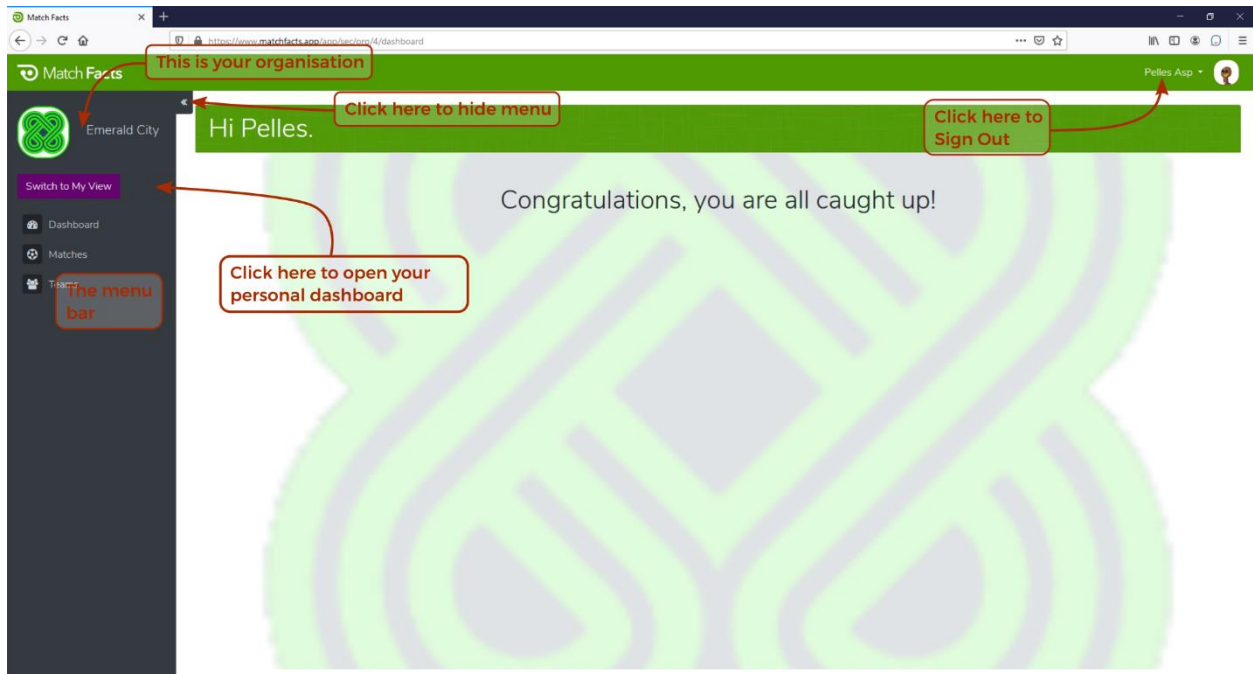 Match Facts
https://www.matchfacts.app/app/sec/org/4/dashboard
This is your organisation
Match Facts
Pelles Asp
Click here to hide menu
Click here to
Sign Out
Emerald City
Hi Pelles.
Switch to My View
Congratulations, you are all caught up!
Dashboard
Matches
Click here to open your
personal dashboard
Teams
The menu
bar